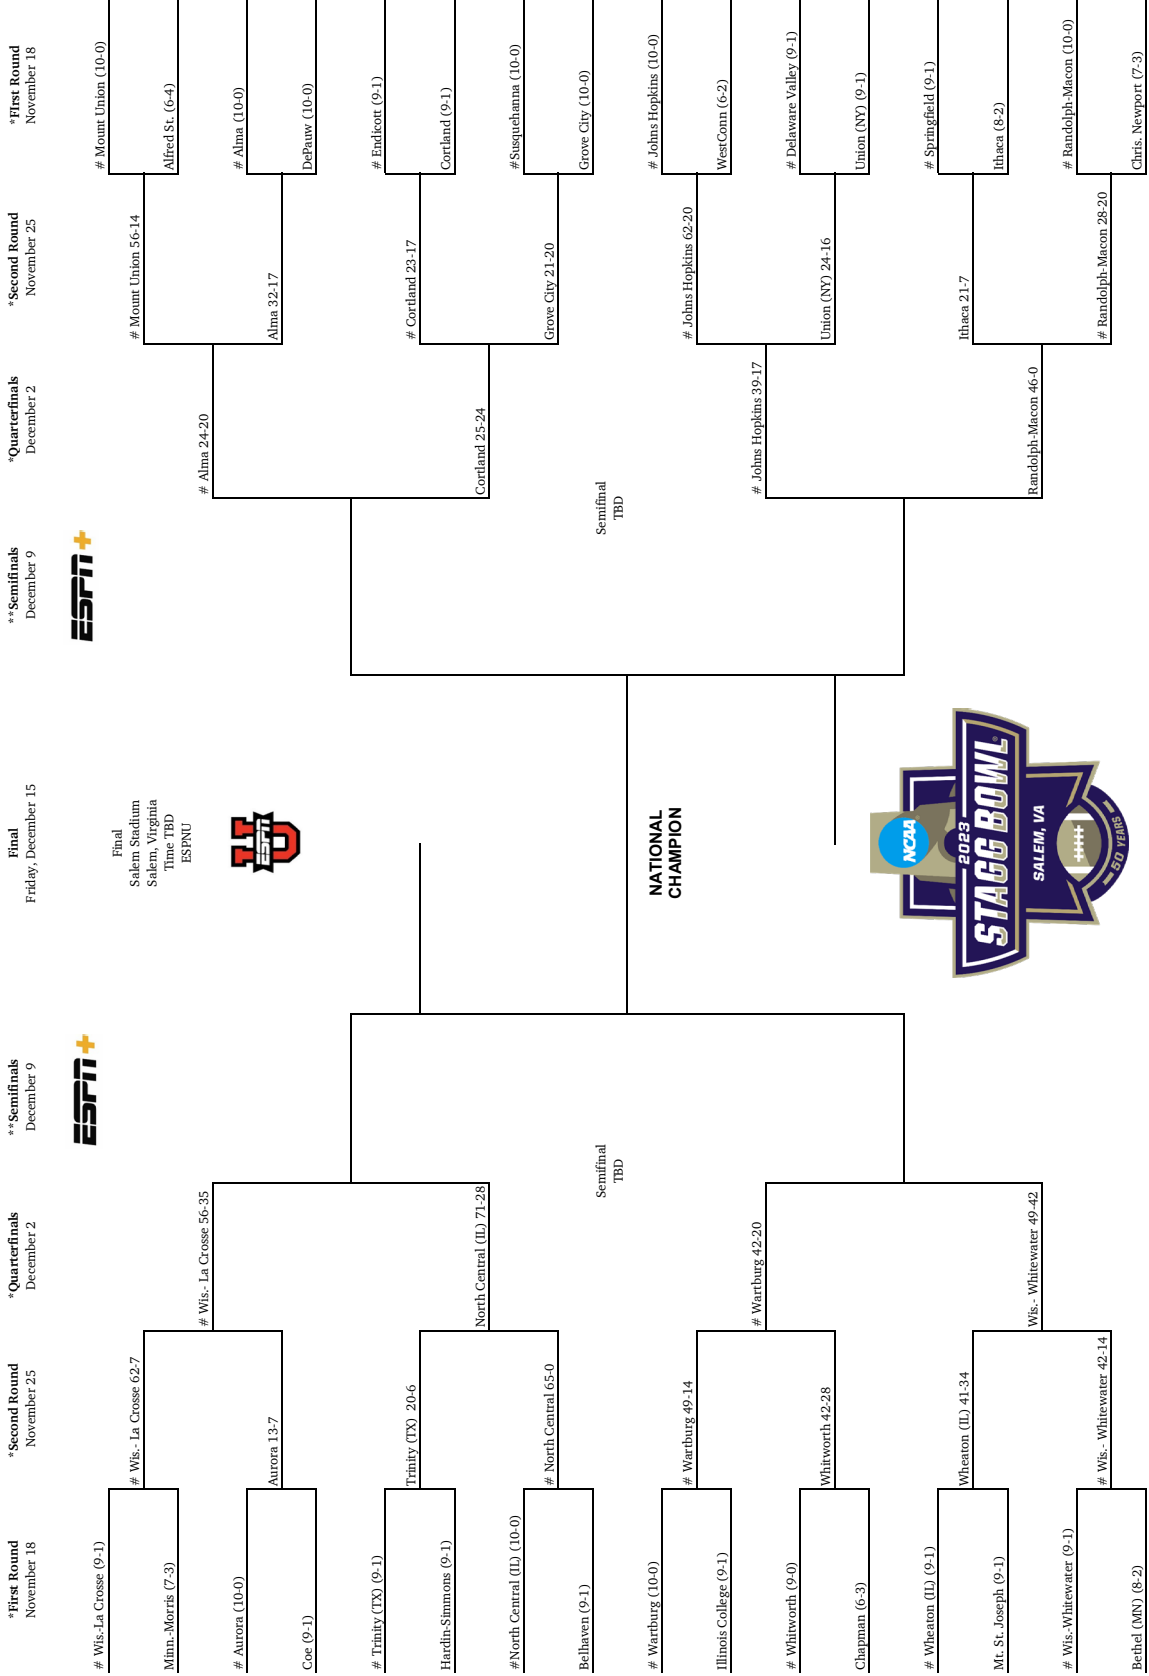 *First Round
November 18
*Second Round
November 25
*Quarterfinals
December 2
**Semifinals
December 9
Final
Friday, December 15
**Semifinals
December 9
*Quarterfinals
December 2
*Second Round
November 25
*First Round
November 18
ESPN+
ESPN+
# Wis.-La Crosse (9-1)
Minn.-Morris (7-3)
# Aurora (10-0)
Coe (9-1)
# Trinity (TX) (9-1)
Hardin-Simmons (9-1)
#North Central (IL) (10-0)
Belhaven (9-1)
# Wartburg (10-0)
Illinois College (9-1)
# Whitworth (9-0)
Chapman (6-3)
# Wheaton (IL) (9-1)
Mt. St. Joseph (9-1)
# Wis.-Whitewater (9-1)
Bethel (MN) (8-2)
# Wis.- La Crosse 62-7
Aurora 13-7
Trinity (TX) 20-6
# North Central 65-0
# Wartburg 49-14
Whitworth 42-28
Wheaton (IL) 41-34
# Wis.- Whitewater 42-14
# Wis.- La Crosse 56-35
North Central (IL) 71-28
# Wartburg 42-20
Wis.- Whitewater 49-42
Semifinal
TBD
Final
Salem Stadium
Salem, Virginia
Time TBD
ESPNU
U
ESPN
NATIONAL
CHAMPION
NCAA
2023
STAGG BOWL®
SALEM, VA
50 YEARS
Semifinal
TBD
# Alma 24-20
Cortland 25-24
# Johns Hopkins 39-17
Randolph-Macon 46-0
# Mount Union 56-14
Alma 32-17
# Cortland 23-17
Grove City 21-20
# Johns Hopkins 62-20
Union (NY) 24-16
Ithaca 21-7
# Randolph-Macon 28-20
# Mount Union (10-0)
Alfred St. (6-4)
# Alma (10-0)
DePauw (10-0)
# Endicott (9-1)
Cortland (9-1)
#Susquehanna (10-0)
Grove City (10-0)
# Johns Hopkins (10-0)
WestConn (6-2)
# Delaware Valley (9-1)
Union (NY) (9-1)
# Springfield (9-1)
Ithaca (8-2)
# Randolph-Macon (10-0)
Chris. Newport (7-3)